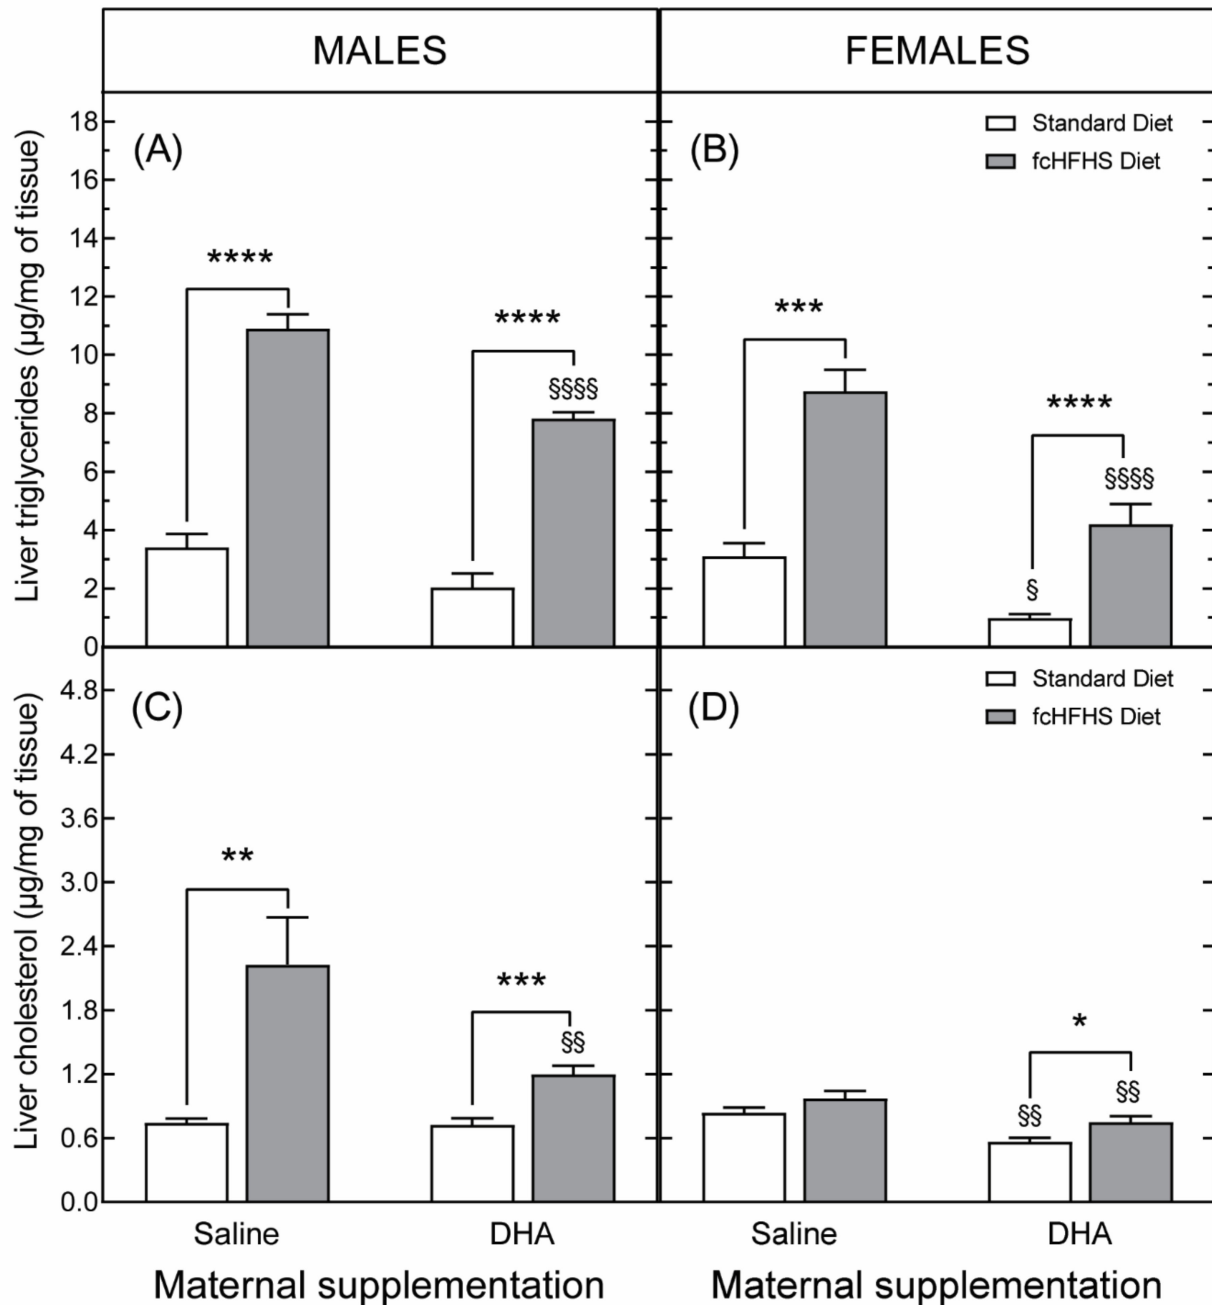 MALES
FEMALES
Liver triglycerides (µg/mg of tissue)
18
16
14
12
10
8
6
4
2
0
(A)
****
****
§§§§
(B)
Standard Diet
fcHFHS Diet
***
****
§§§§
§
Liver cholesterol (µg/mg of tissue)
4.8
4.2
3.6
3.0
2.4
1.8
1.2
0.6
0.0
(C)
**
***
§§
(D)
Standard Diet
fcHFHS Diet
*
§§
§§
Saline
DHA
Saline
DHA
Maternal supplementation
Maternal supplementation